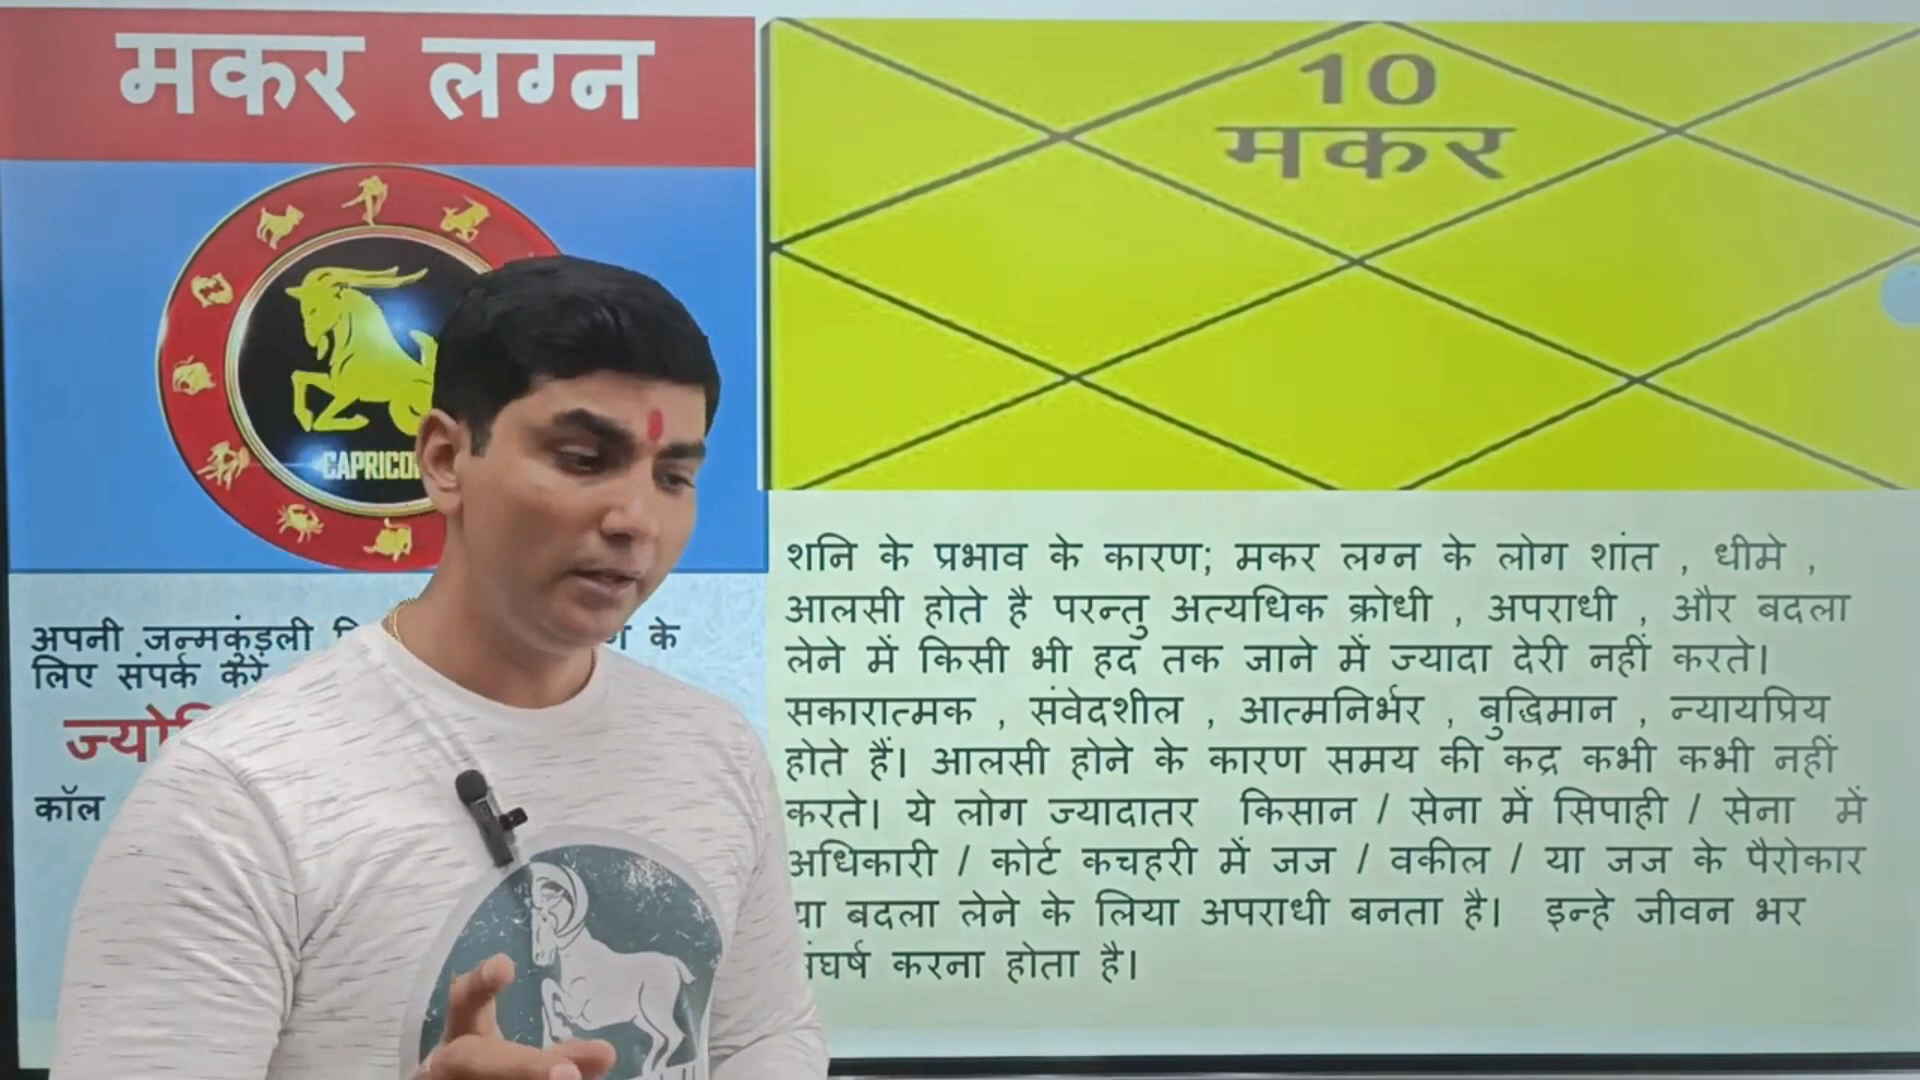 मकर लग्न
10
मकर
अपनी जन्मकुंडली के
लिए संपर्क करें
कॉल
शनि के प्रभाव के कारण; मकर लग्न के लोग शांत , धीमे ,
आलसी होते है परन्तु अत्यधिक क्रोधी , अपराधी , और बदला
लेने में किसी भी हद तक जाने में ज्यादा देरी नहीं करते।
सकारात्मक , संवेदशील , आत्मनिर्भर , बुद्धिमान , न्यायप्रिय
होते हैं। आलसी होने के कारण समय की कद्र कभी कभी नहीं
करते। ये लोग ज्यादातर किसान / सेना में सिपाही / सेना में
अधिकारी / कोर्ट कचहरी में जज / वकील / या जज के पैरोकार
या बदला लेने के लिया अपराधी बनता है। इन्हे जीवन भर
करना होता है।